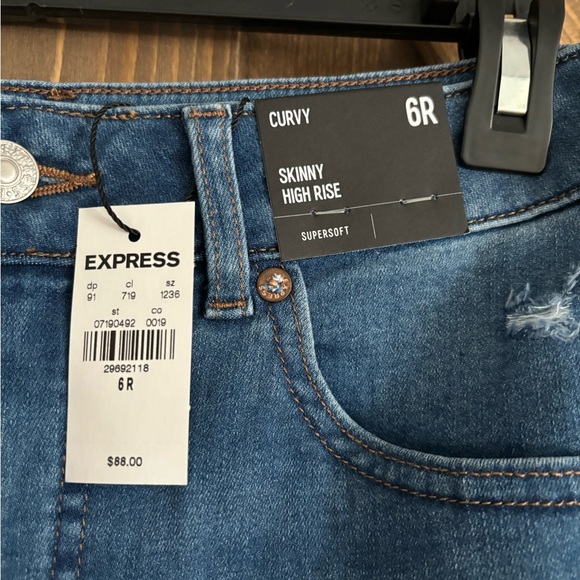 CURVY 6R
SKINNY
HIGH RISE
SUPERSOFT
EXPRESS
dp cl sz
91 719 1236
st co
07190492 0019
29692118
6R
$88.00